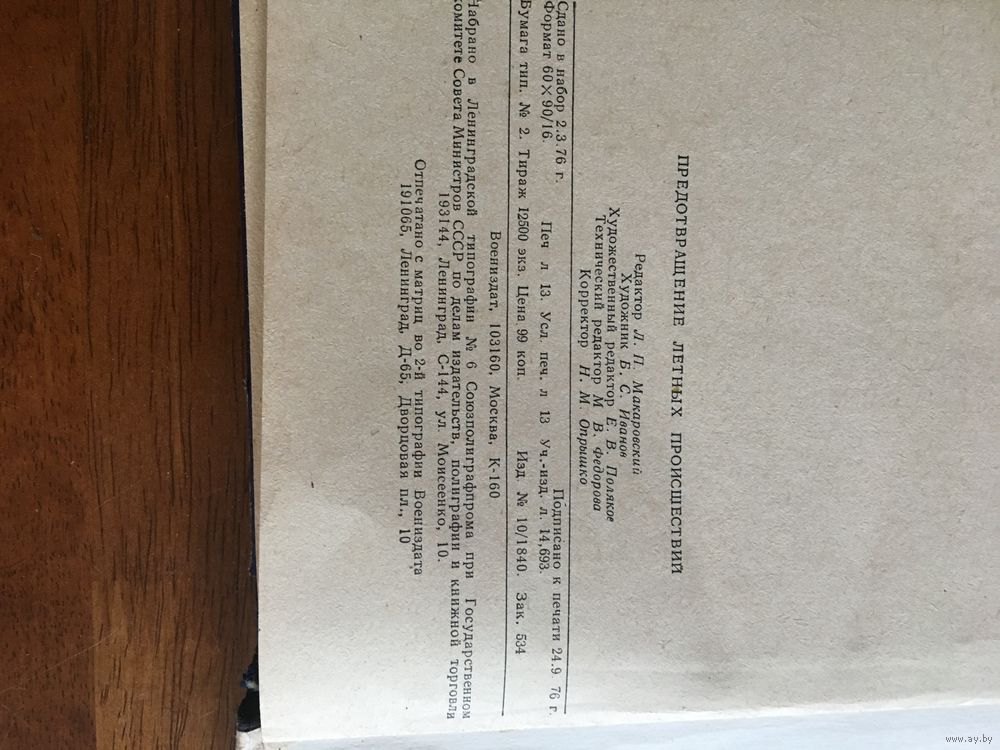 ПРЕДОТВРАЩЕНИЕ ЛЕТНЫХ ПРОИСШЕСТВИЙ
Редактор Л. П. Макаровский
Художник Б. С. Иванов
Художественный редактор Е. В. Поляков
Технический редактор М В. Федорова
Корректор Н. М. Опрышко
Сдано в набор 2.3.76 г. Подписано к печати 24.9 76 г.
Формат 60×90/16. Печ л 13. Усл. печ. л 13 Уч.-изд. л. 14,693.
Бумага тип. № 2. Тираж 12500 экз. Цена 99 коп. Изд № 10/1840. Зак. 534
Воениздат, 103160, Москва, К-160
Набрано в Ленинградской типографии № 6 Союзполиграфпрома при Государственном
комитете Совета Министров СССР по делам издательств, полиграфии и книжной торговли
193144, Ленинград, С-144, ул. Моисеенко, 10.
Отпечатано с матриц во 2-й типографии Воениздата
191065, Ленинград, Д-65, Дворцовая пл., 10
www.ay.by